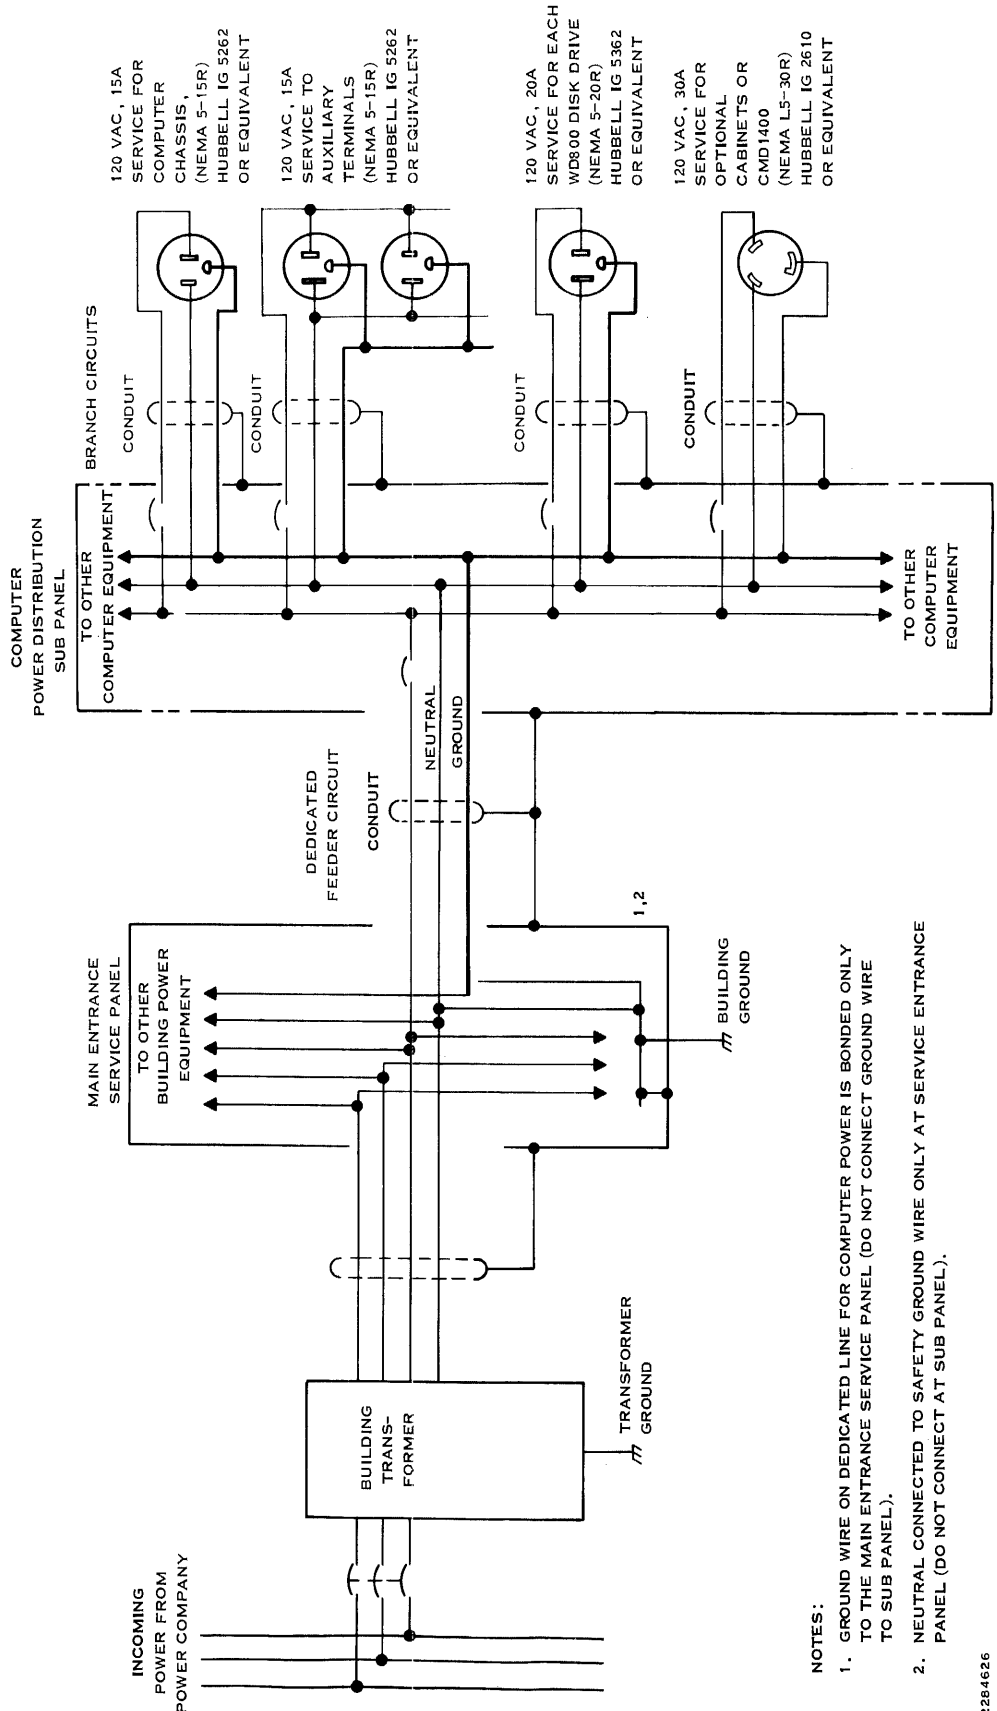 INCOMING
POWER FROM
POWER COMPANY
BUILDING
TRANS-
FORMER
TRANSFORMER
GROUND
MAIN ENTRANCE
SERVICE PANEL
TO OTHER
BUILDING POWER
EQUIPMENT
BUILDING
GROUND
1,2
DEDICATED
FEEDER CIRCUIT
CONDUIT
NEUTRAL
GROUND
COMPUTER
POWER DISTRIBUTION
SUB PANEL
TO OTHER
COMPUTER EQUIPMENT
TO OTHER
COMPUTER
EQUIPMENT
BRANCH CIRCUITS
CONDUIT
CONDUIT
CONDUIT
CONDUIT
120 VAC, 15A
SERVICE FOR
COMPUTER
CHASSIS,
(NEMA 5-15R)
HUBBELL IG 5262
OR EQUIVALENT
120 VAC, 15A
SERVICE TO
AUXILIARY
TERMINALS
(NEMA 5-15R)
HUBBELL IG 5262
OR EQUIVALENT
120 VAC, 20A
SERVICE FOR EACH
WD800 DISK DRIVE
(NEMA 5-20R)
HUBBELL IG 5362
OR EQUIVALENT
120 VAC, 30A
SERVICE FOR
OPTIONAL
CABINETS OR
CMD1400
(NEMA L5-30R)
HUBBELL IG 2610
OR EQUIVALENT
NOTES:
1. GROUND WIRE ON DEDICATED LINE FOR COMPUTER POWER IS BONDED ONLY
TO THE MAIN ENTRANCE SERVICE PANEL (DO NOT CONNECT GROUND WIRE
TO SUB PANEL).
2. NEUTRAL CONNECTED TO SAFETY GROUND WIRE ONLY AT SERVICE ENTRANCE
PANEL (DO NOT CONNECT AT SUB PANEL).
2284626